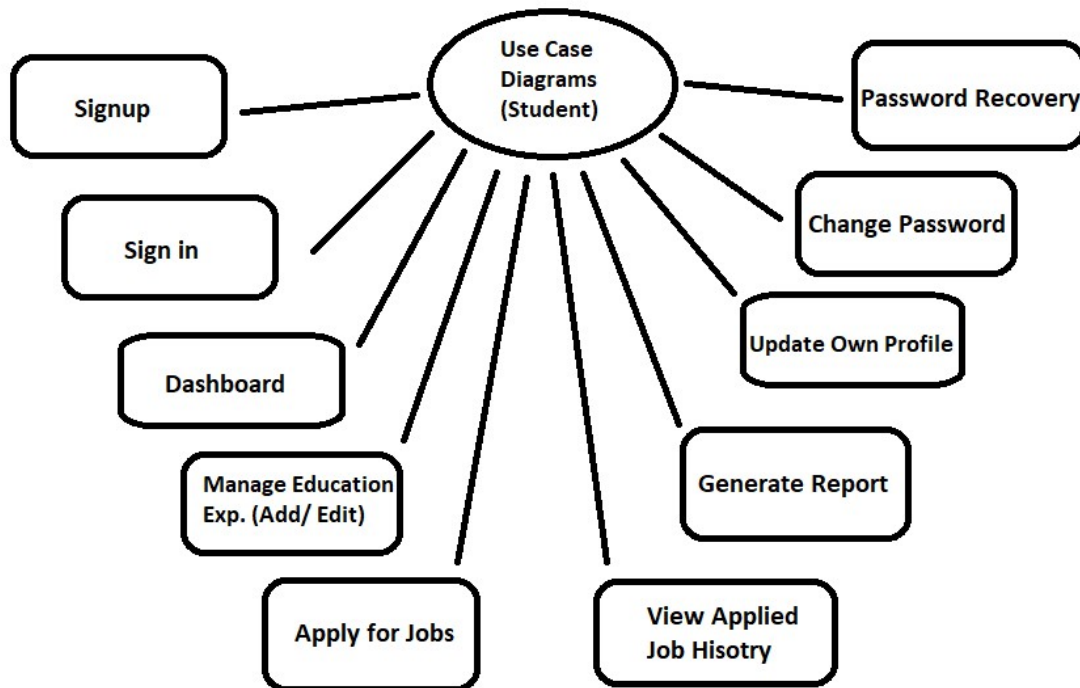 Use Case
Diagrams
(Student)
Signup
Sign in
Dashboard
Manage Education
Exp. (Add/ Edit)
Apply for Jobs
View Applied
Job Hisotry
Generate Report
Update Own Profile
Change Password
Password Recovery